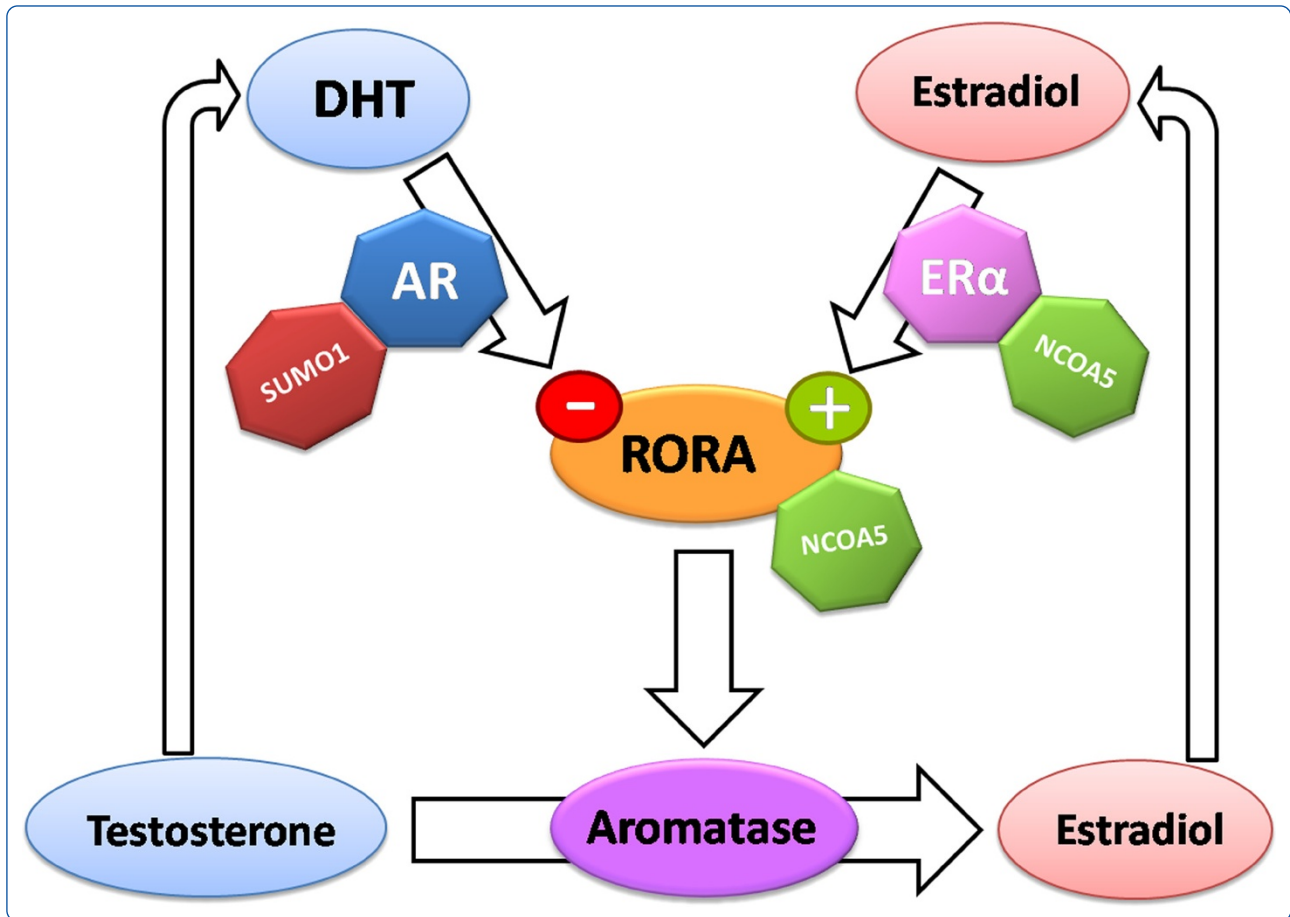 DHT
Estradiol
AR
ERα
SUMO1
NCOA5
−
+
RORA
NCOA5
Testosterone
Aromatase
Estradiol